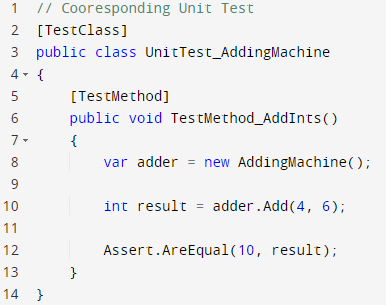 1 // Cooresponding Unit Test
2 [TestClass]
3 public class UnitTest_AddingMachine
4 {
5 [TestMethod]
6 public void TestMethod_AddInts()
7 {
8 var adder = new AddingMachine();
9
10 int result = adder.Add(4, 6);
11
12 Assert.AreEqual(10, result);
13 }
14 }